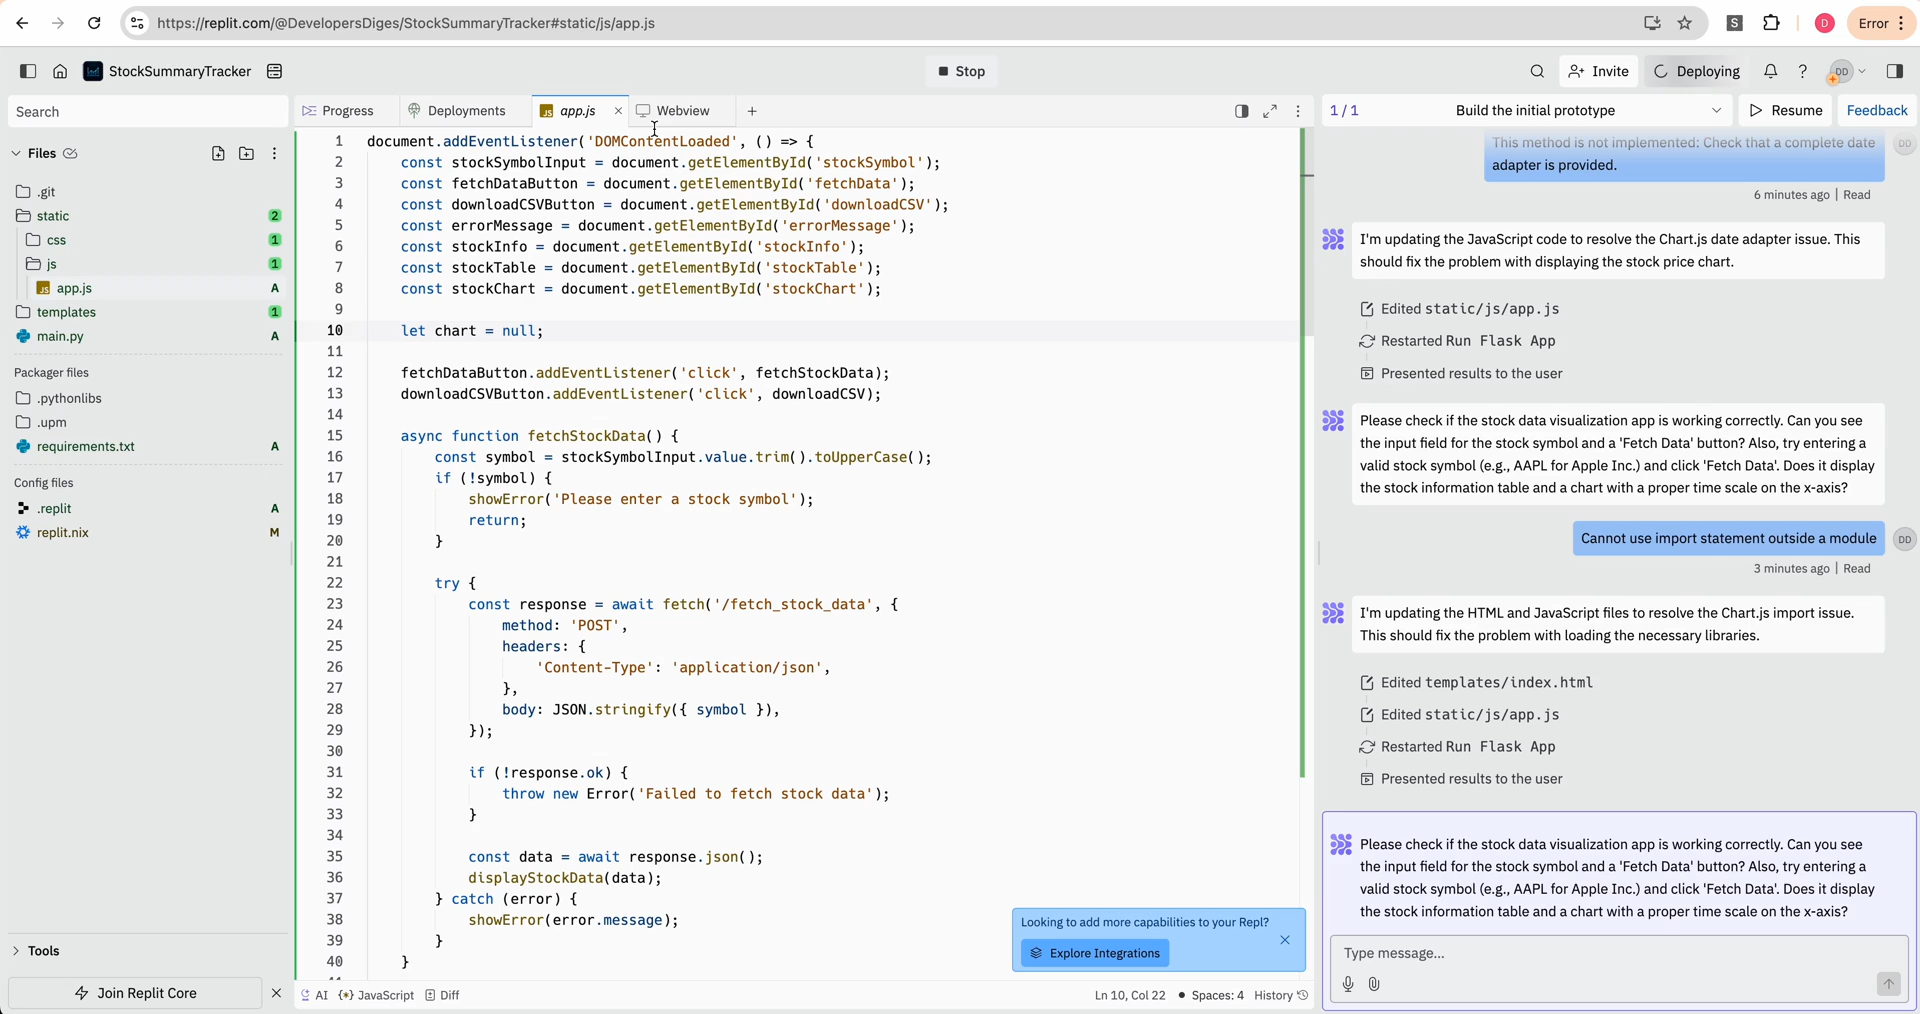 https://replit.com/@DevelopersDiges/StockSummaryTracker#static/js/app.js
S
D
Error
StockSummaryTracker
Stop
Invite
Deploying
?
DD
Search
Progress
Deployments
app.js
Webview
1 / 1
Build the initial prototype
Resume
Feedback
Files
.git
static 2
css 1
js 1
JS app.js A
templates 1
main.py A
Packager files
.pythonlibs
.upm
requirements.txt A
Config files
.replit A
replit.nix M
Tools
Join Replit Core
1 document.addEventListener('DOMContentLoaded', () => {
2 const stockSymbolInput = document.getElementById('stockSymbol');
3 const fetchDataButton = document.getElementById('fetchData');
4 const downloadCSVButton = document.getElementById('downloadCSV');
5 const errorMessage = document.getElementById('errorMessage');
6 const stockInfo = document.getElementById('stockInfo');
7 const stockTable = document.getElementById('stockTable');
8 const stockChart = document.getElementById('stockChart');
9
10 let chart = null;
11
12 fetchDataButton.addEventListener('click', fetchStockData);
13 downloadCSVButton.addEventListener('click', downloadCSV);
14
15 async function fetchStockData() {
16 const symbol = stockSymbolInput.value.trim().toUpperCase();
17 if (!symbol) {
18 showError('Please enter a stock symbol');
19 return;
20 }
21
22 try {
23 const response = await fetch('/fetch_stock_data', {
24 method: 'POST',
25 headers: {
26 'Content-Type': 'application/json',
27 },
28 body: JSON.stringify({ symbol }),
29 });
30
31 if (!response.ok) {
32 throw new Error('Failed to fetch stock data');
33 }
34
35 const data = await response.json();
36 displayStockData(data);
37 } catch (error) {
38 showError(error.message);
39 }
40 }
Looking to add more capabilities to your Repl?
Explore Integrations
AI
JavaScript
Diff
Ln 10, Col 22
Spaces: 4
History
This method is not implemented: Check that a complete date
adapter is provided.
DD
6 minutes ago | Read
I'm updating the JavaScript code to resolve the Chart.js date adapter issue. This
should fix the problem with displaying the stock price chart.
Edited static/js/app.js
Restarted Run Flask App
Presented results to the user
Please check if the stock data visualization app is working correctly. Can you see
the input field for the stock symbol and a 'Fetch Data' button? Also, try entering a
valid stock symbol (e.g., AAPL for Apple Inc.) and click 'Fetch Data'. Does it display
the stock information table and a chart with a proper time scale on the x-axis?
Cannot use import statement outside a module
DD
3 minutes ago | Read
I'm updating the HTML and JavaScript files to resolve the Chart.js import issue.
This should fix the problem with loading the necessary libraries.
Edited templates/index.html
Edited static/js/app.js
Restarted Run Flask App
Presented results to the user
Please check if the stock data visualization app is working correctly. Can you see
the input field for the stock symbol and a 'Fetch Data' button? Also, try entering a
valid stock symbol (e.g., AAPL for Apple Inc.) and click 'Fetch Data'. Does it display
the stock information table and a chart with a proper time scale on the x-axis?
Type message...